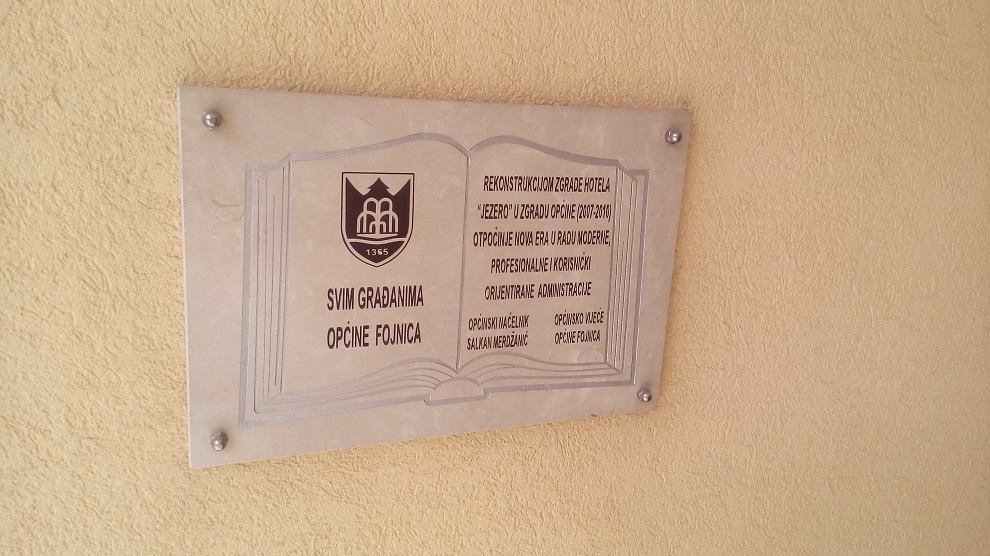 1365
SVIM GRAĐANIMA
OPĆINE FOJNICA
REKONSTRUKCIJOM ZGRADE HOTELA
"JEZERO" U ZGRADU OPĆINE (2007-2010)
OTPOČINJE NOVA ERA U RADU MODERNE,
PROFESIONALNE I KORISNIČKI
ORIJENTIRANE ADMINISTRACIJE
OPĆINSKI NAČELNIK
SALKAN MERDŽANIĆ
OPĆINSKO VIJEĆE
OPĆINE FOJNICA